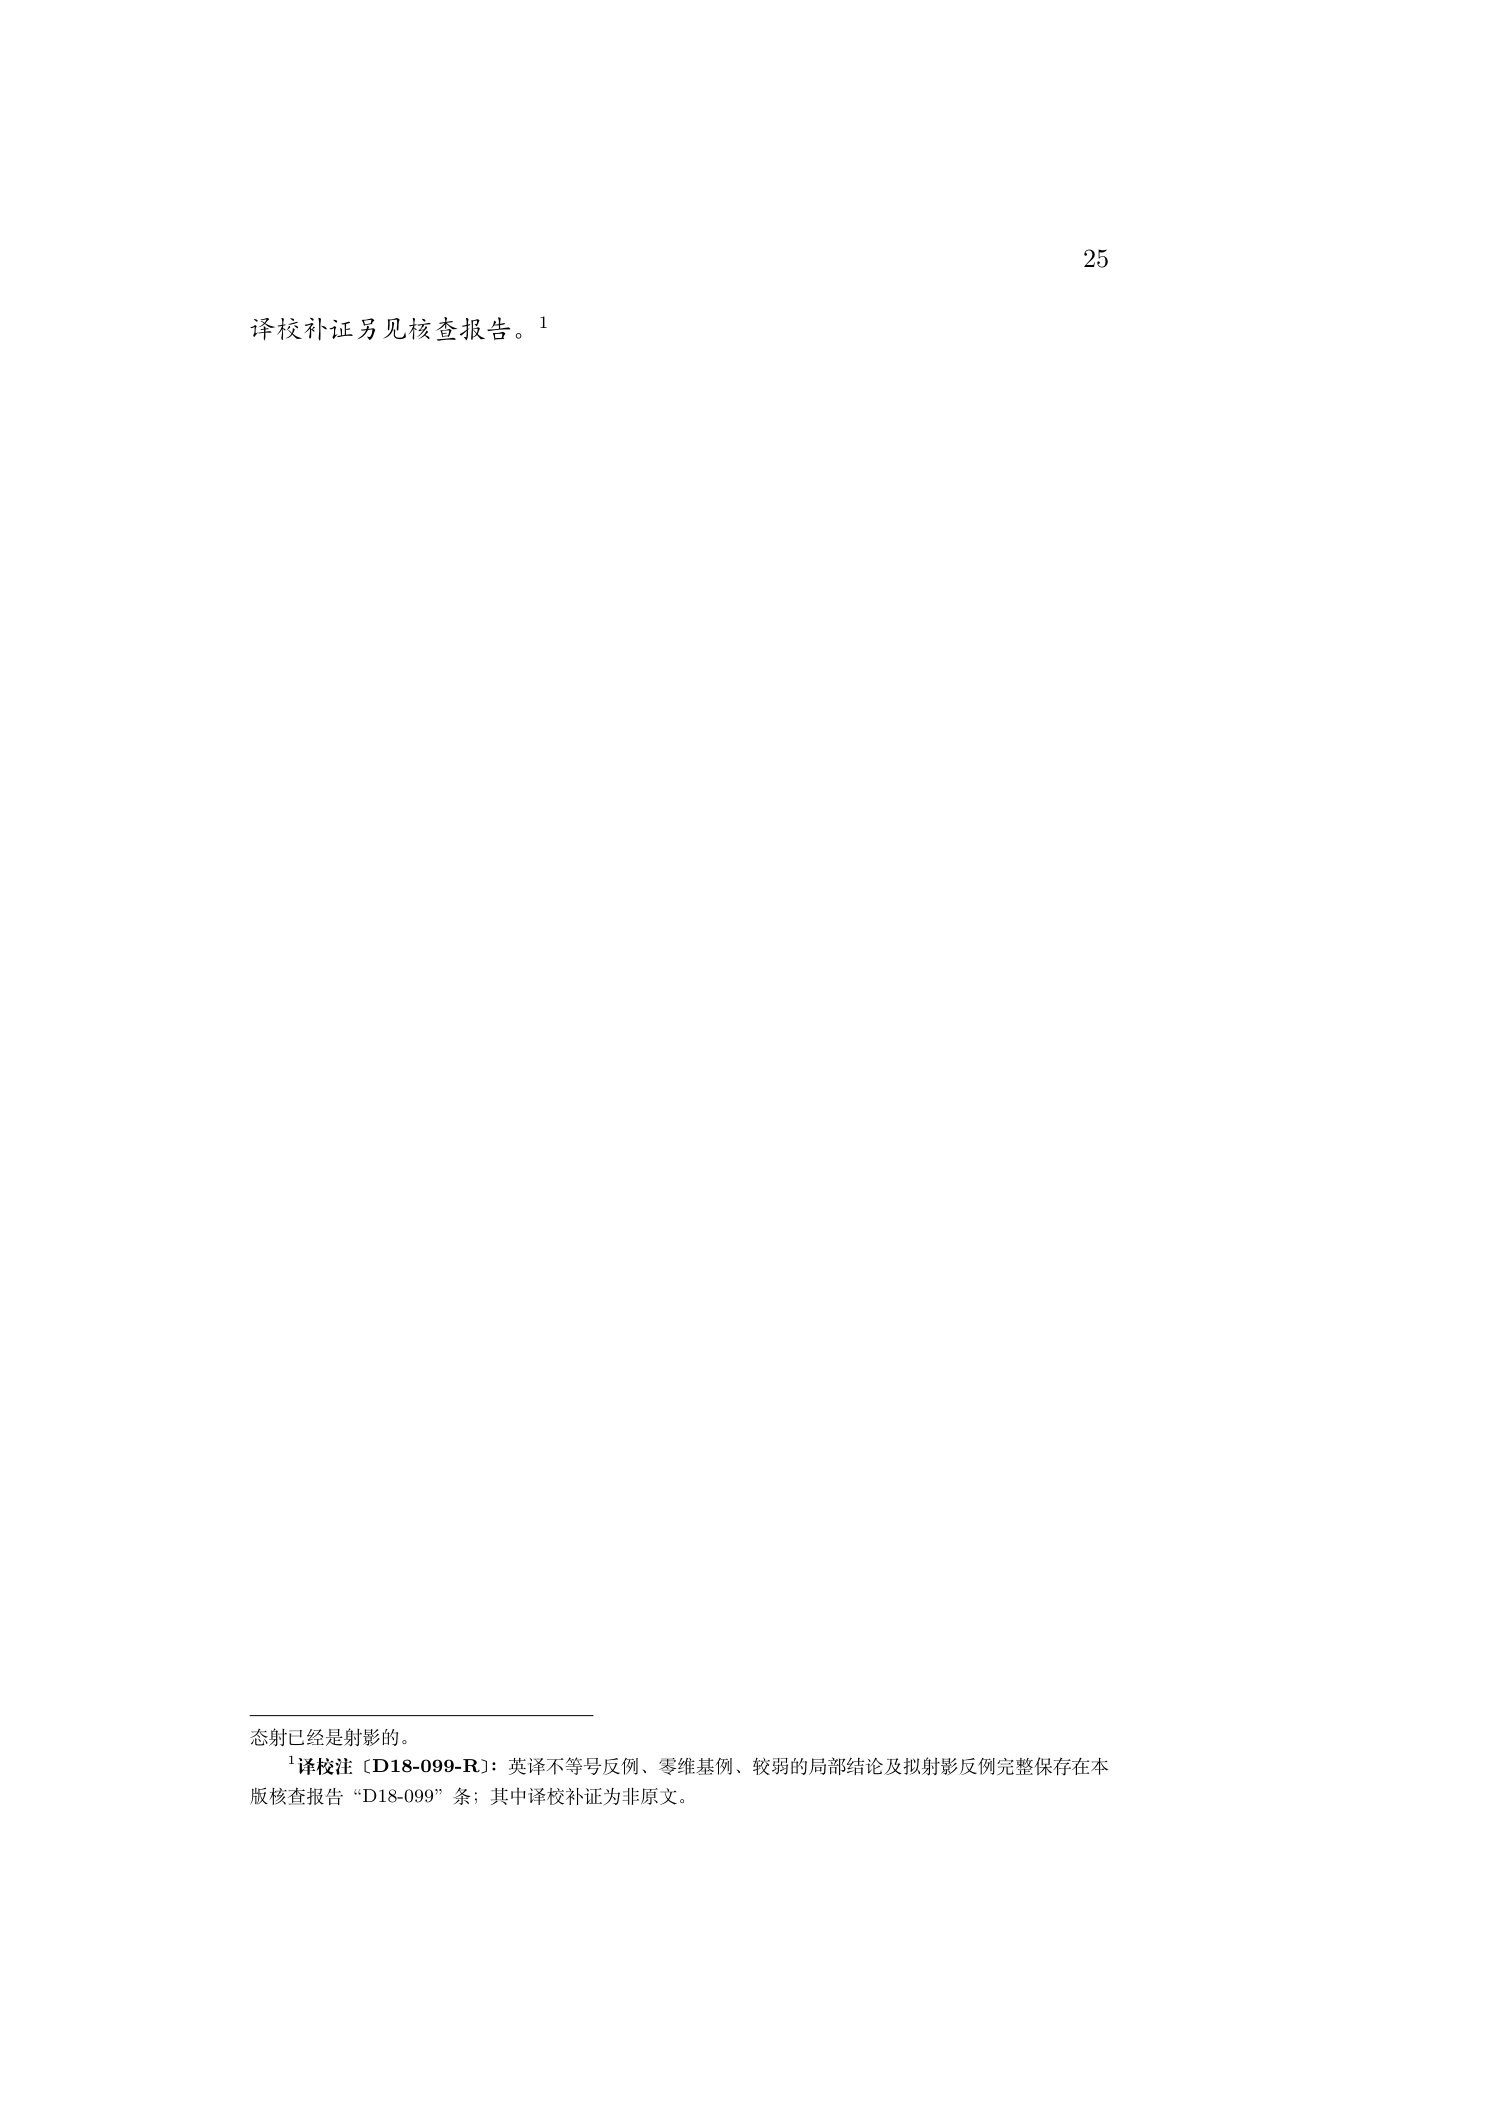 25
译校补证另见核查报告。1
态射已经是射影的。
1译校注〔D18-099-R〕：英译不等号反例、零维基例、较弱的局部结论及拟射影反例完整保存在本
版核查报告 “D18-099” 条；其中译校补证为非原文。